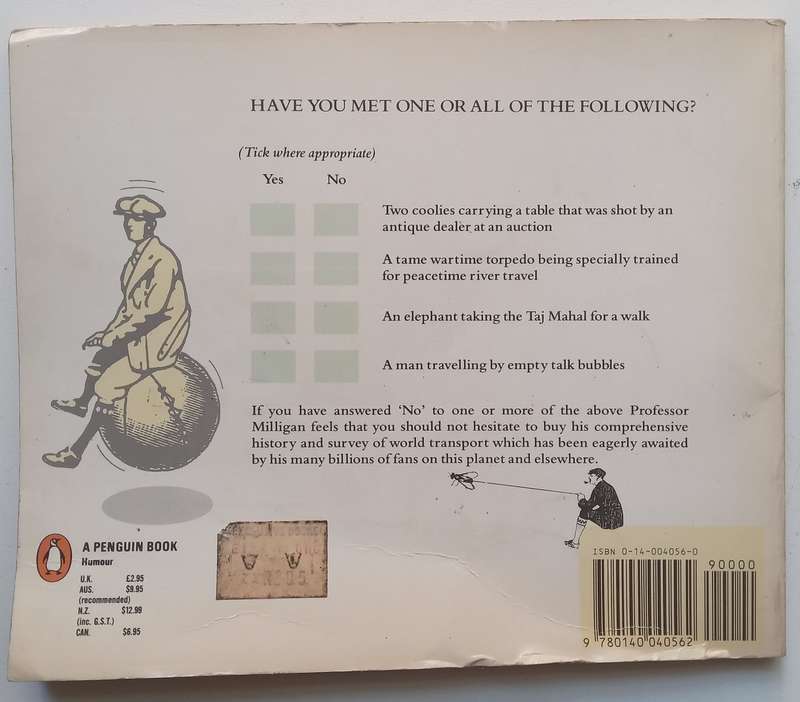 HAVE YOU MET ONE OR ALL OF THE FOLLOWING?
(Tick where appropriate)
Yes No
Two coolies carrying a table that was shot by an
antique dealer at an auction
A tame wartime torpedo being specially trained
for peacetime river travel
An elephant taking the Taj Mahal for a walk
A man travelling by empty talk bubbles
If you have answered ‘No’ to one or more of the above Professor
Milligan feels that you should not hesitate to buy his comprehensive
history and survey of world transport which has been eagerly awaited
by his many billions of fans on this planet and elsewhere.
A PENGUIN BOOK
Humour
U.K. £2.95
AUS. $9.95
(recommended)
N.Z. $12.99
(inc. G.S.T.)
CAN. $6.95
ISBN 0-14-004056-0
90000
9 780140 040562